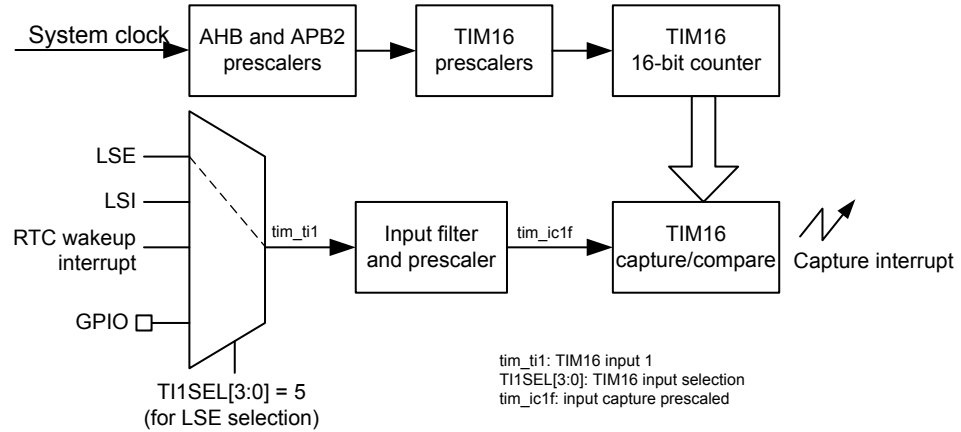 System clock
AHB and APB2
prescalers
TIM16
prescalers
TIM16
16-bit counter
LSE
LSI
RTC wakeup
interrupt
GPIO
tim_ti1
Input filter
and prescaler
tim_ic1f
TIM16
capture/compare
Capture interrupt
TI1SEL[3:0] = 5
(for LSE selection)
tim_ti1: TIM16 input 1
TI1SEL[3:0]: TIM16 input selection
tim_ic1f: input capture prescaled